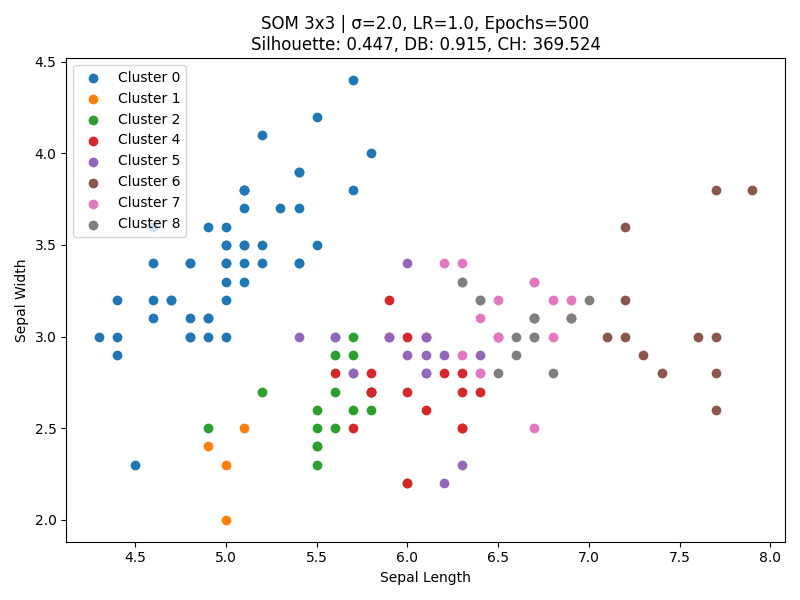 SOM 3x3 | σ=2.0, LR=1.0, Epochs=500
Silhouette: 0.447, DB: 0.915, CH: 369.524
4.5
4.0
3.5
3.0
2.5
2.0
Sepal Width
Cluster 0
Cluster 1
Cluster 2
Cluster 4
Cluster 5
Cluster 6
Cluster 7
Cluster 8
4.5 5.0 5.5 6.0 6.5 7.0 7.5 8.0
Sepal Length